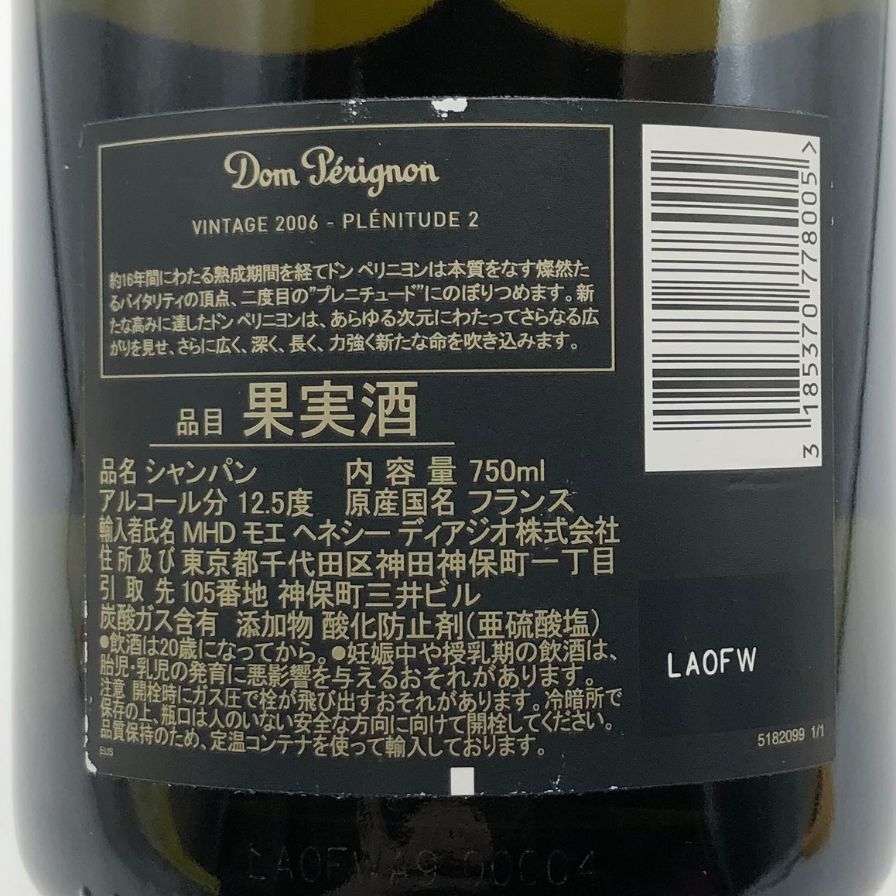 Dom Pérignon
VINTAGE 2006 - PLÉNITUDE 2
約16年間にわたる熟成期間を経てドン ペリニヨンは本質をなす燦然た
るバイタリティの頂点、二度目の"プレニチュード"にのぼりつめます。新
たな高みに達したドン ペリニヨンは、あらゆる次元にわたってさらなる広
がりを見せ、さらに広く、深く、長く、力強く新たな命を吹き込みます。
品目 果実酒
品名 シャンパン 内容量 750ml
アルコール分 12.5度 原産国名 フランス
輸入者氏名 MHD モエ ヘネシー ディアジオ株式会社
住所及び 東京都千代田区神田神保町一丁目
引取先 105番地 神保町三井ビル
炭酸ガス含有 添加物 酸化防止剤(亜硫酸塩)
●飲酒は20歳になってから。●妊娠中や授乳期の飲酒は、
胎児・乳児の発育に悪影響を与えるおそれがあります。
注意 開栓時にガス圧で栓が飛び出すおそれがあります。冷暗所で
保存の上、瓶口は人のいない安全な方向に向けて開栓してください。
品質保持のため、定温コンテナを使って輸入しております。
3 185370 778005 >
LAOFW
5182099 1/1